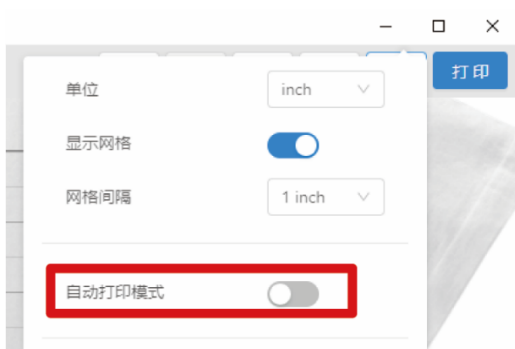 打印
单位 inch
显示网格
网格间隔 1 inch
自动打印模式